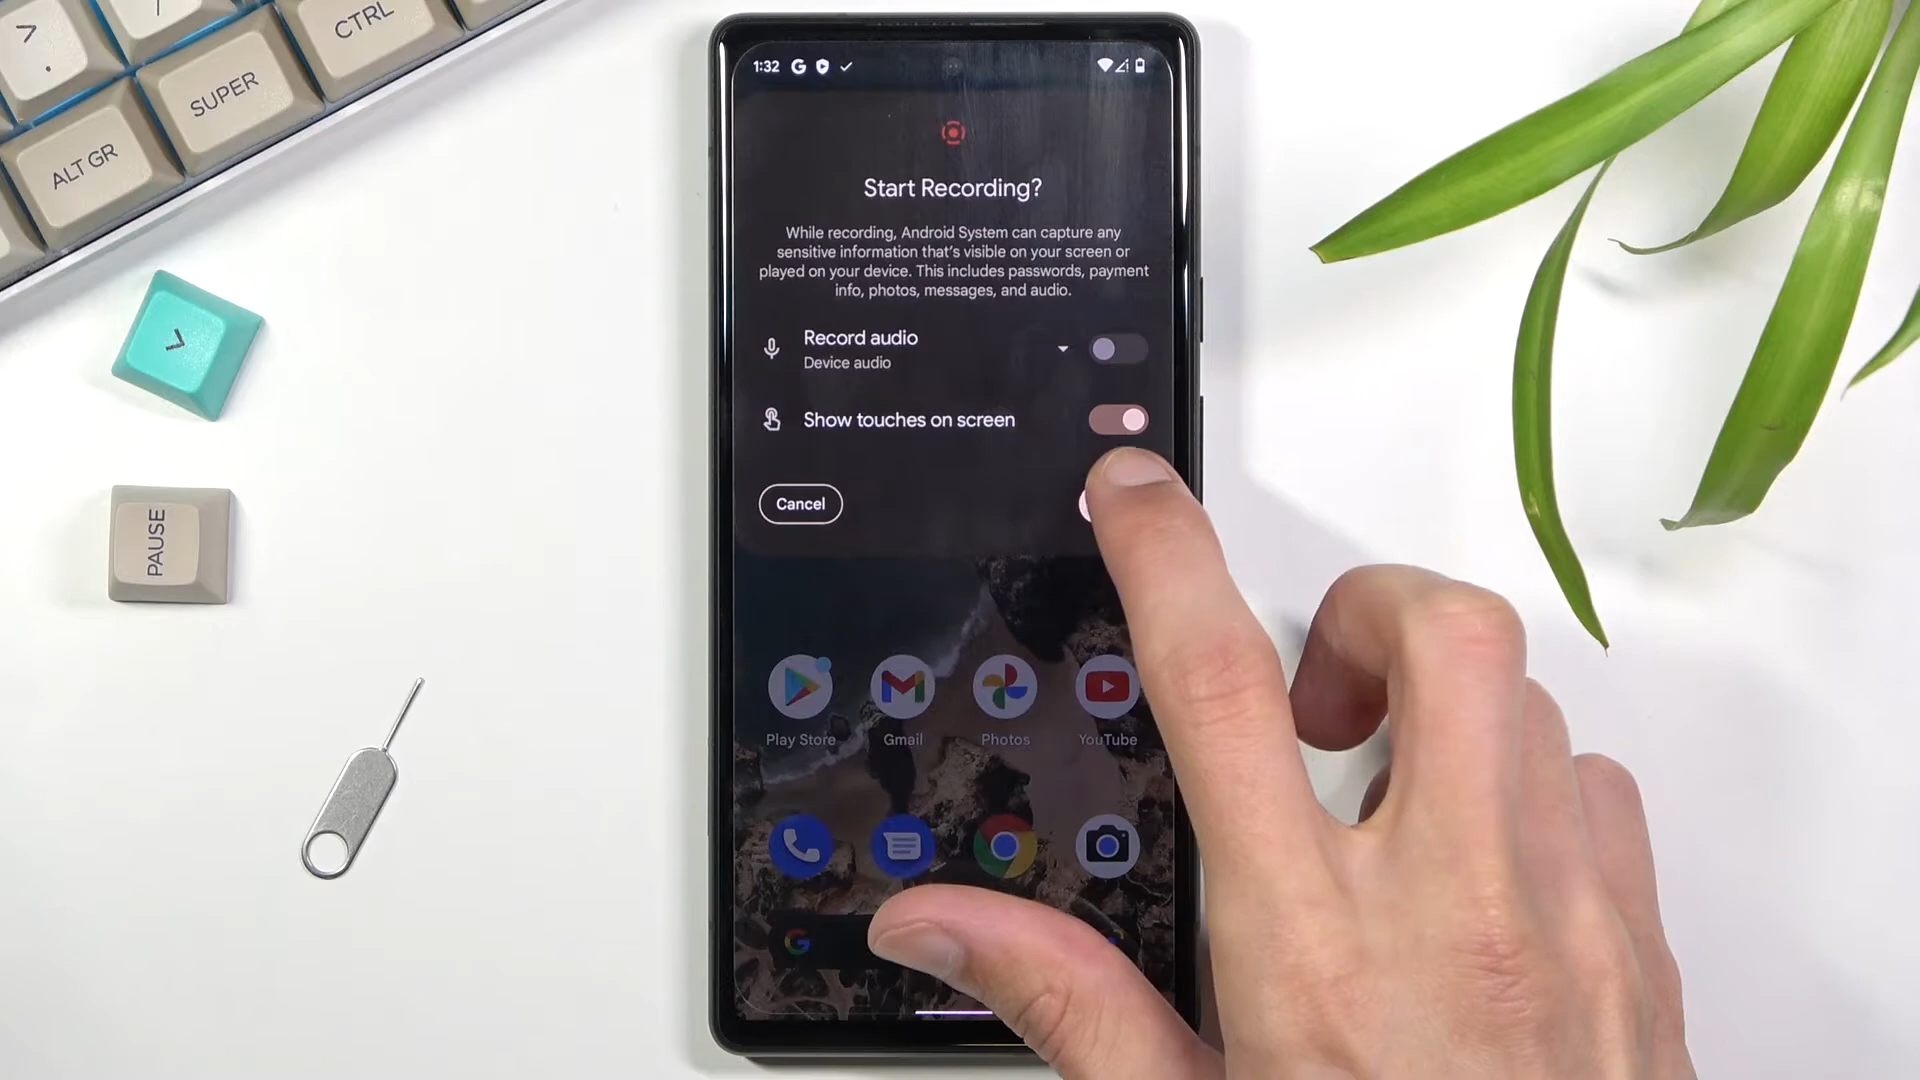 CTRL
SUPER
ALT GR
PAUSE
1:32
Start Recording?
While recording, Android System can capture any
sensitive information that's visible on your screen or
played on your device. This includes passwords, payment
info, photos, messages, and audio.
Record audio
Device audio
Show touches on screen
Cancel
Play Store
Gmail
Photos
YouTube